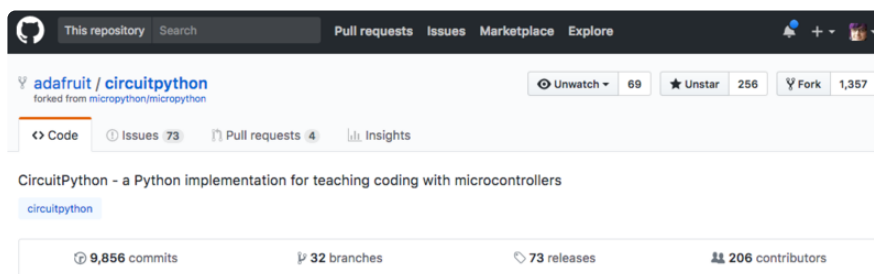 This repository Search Pull requests Issues Marketplace Explore
adafruit / circuitpython Unwatch 69 Unstar 256 Fork 1,357
forked from micropython/micropython
<> Code Issues 73 Pull requests 4 Insights
CircuitPython - a Python implementation for teaching coding with microcontrollers
circuitpython
9,856 commits 32 branches 73 releases 206 contributors